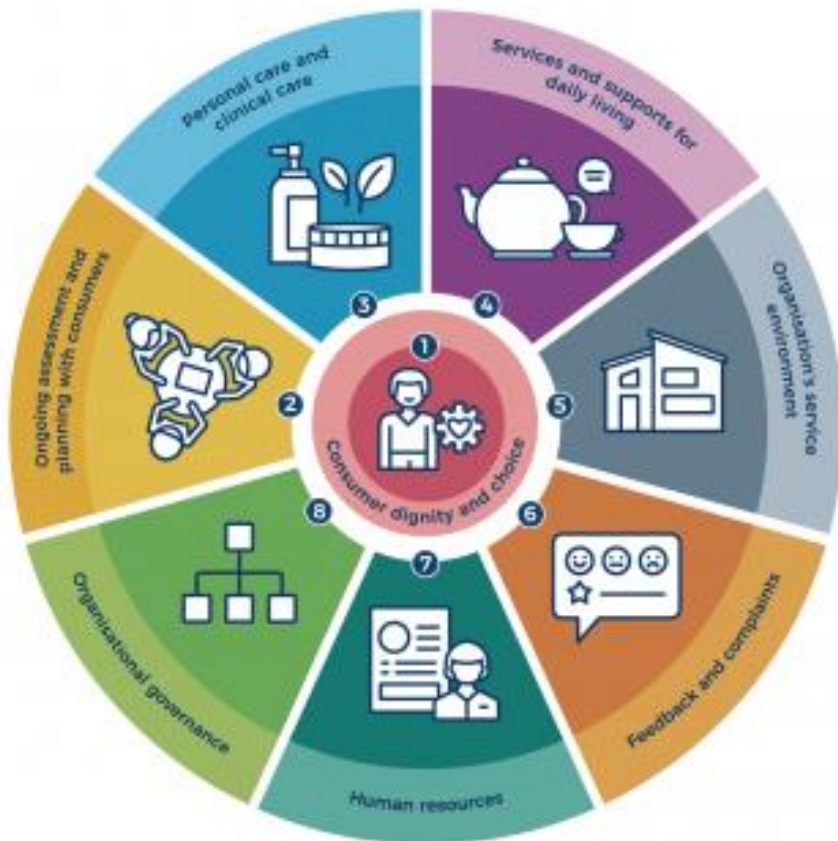 1
Consumer dignity and choice
2
Ongoing assessment and
planning with consumers
3
Personal care and
clinical care
4
Services and supports for
daily living
5
Organisation's service
environment
6
Feedback and complaints
7
Human resources
8
Organisational governance